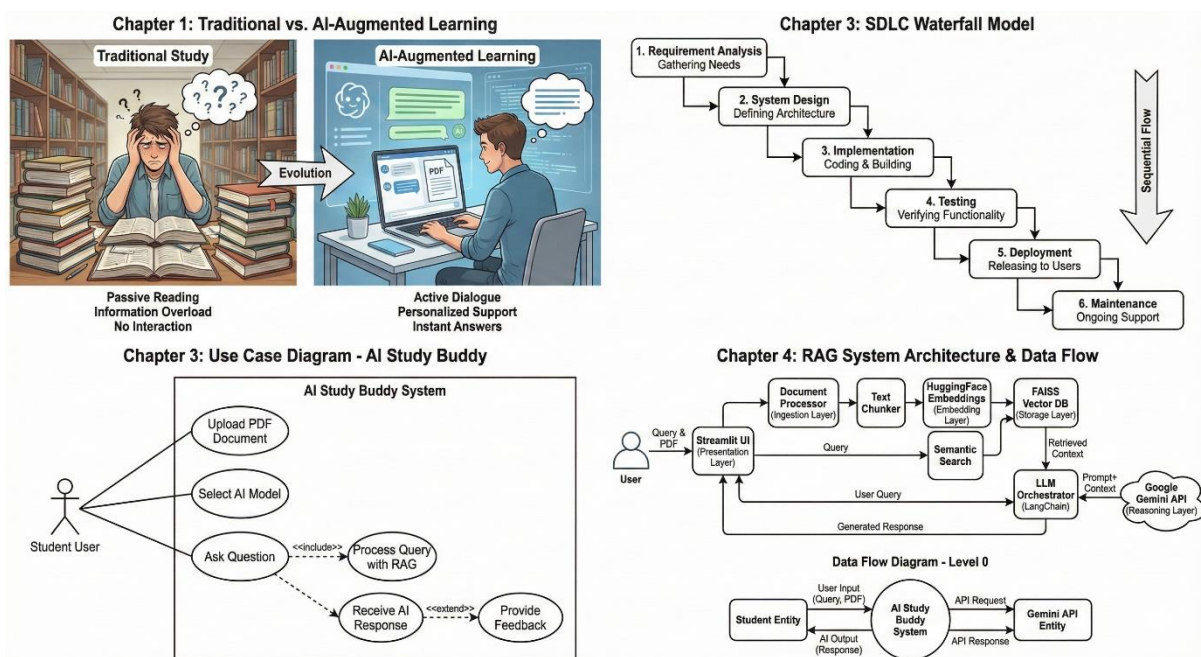 Chapter 1: Traditional vs. AI-Augmented Learning
Traditional Study
? ? ? ? ? ? ?
? ? ?
AI-Augmented Learning
AI
PDF
Evolution
Passive Reading
Information Overload
No Interaction
Active Dialogue
Personalized Support
Instant Answers
Chapter 3: SDLC Waterfall Model
1. Requirement Analysis
Gathering Needs
2. System Design
Defining Architecture
3. Implementation
Coding & Building
4. Testing
Verifying Functionality
5. Deployment
Releasing to Users
6. Maintenance
Ongoing Support
Sequential Flow
Chapter 3: Use Case Diagram - AI Study Buddy
AI Study Buddy System
Upload PDF
Document
Select AI Model
Student User
Ask Question
<<include>>
Process Query
with RAG
Receive AI
Response
<<extend>>
Provide
Feedback
Chapter 4: RAG System Architecture & Data Flow
User
Query &
PDF
Streamlit UI
(Presentation
Layer)
Document
Processor
(Ingestion Layer)
Text
Chunker
HuggingFace
Embeddings
(Embedding
Layer)
FAISS
Vector DB
(Storage Layer)
Query
Semantic
Search
Retrieved
Context
User Query
LLM
Orchestrator
(LangChain)
Prompt+
Context
Google
Gemini API
(Reasoning Layer)
Generated Response
Data Flow Diagram - Level 0
Student Entity
User Input
(Query, PDF)
AI Output
(Response)
AI Study
Buddy
System
API Request
API Response
Gemini API
Entity